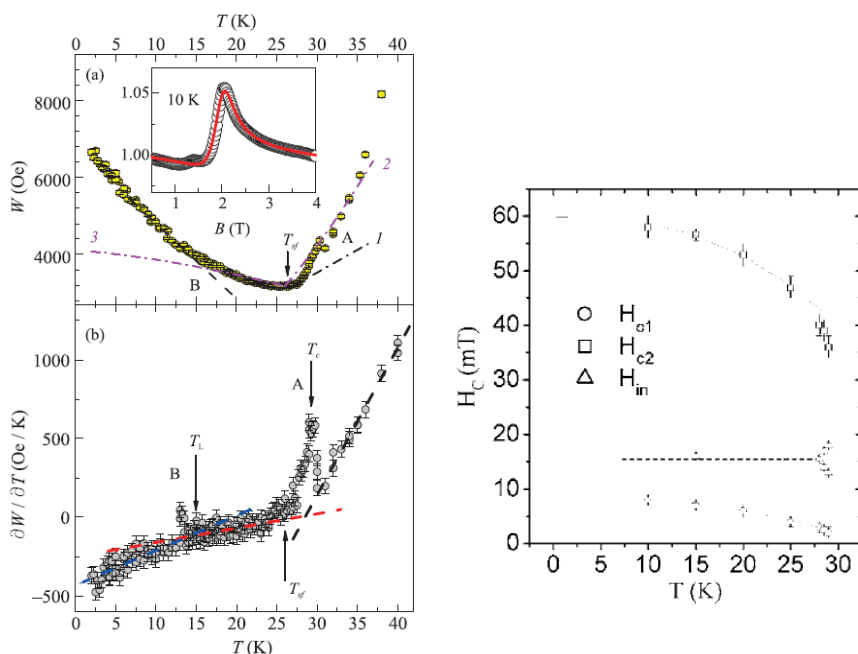 T (K)
0 5 10 15 20 25 30 35 40
(a)
8000
6000
4000
W (Oe)
10 K
1.05
1.00
1 2 3 4
B (T)
T_sf
A
B
1
2
3
(b)
1000
500
0
−500
∂W / ∂T (Oe / K)
T_c
A
T_L
B
T_sf
0 5 10 15 20 25 30 35 40
T (K)
60
50
40
30
20
10
0
H_C (mT)
H_c1
H_c2
H_in
0 5 10 15 20 25 30
T (K)